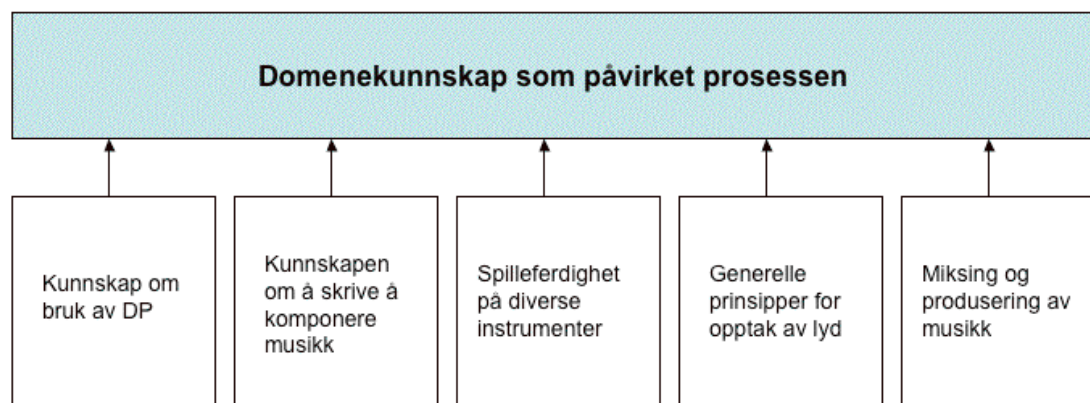 Domenekunnskap som påvirket prosessen
Kunnskap om
bruk av DP
Kunnskapen
om å skrive å
komponere
musikk
Spilleferdighet
på diverse
instrumenter
Generelle
prinsipper for
opptak av lyd
Miksing og
produsering av
musikk